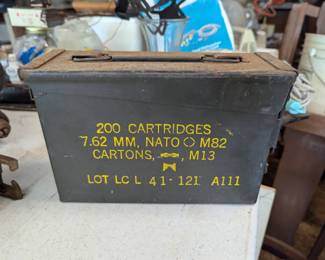 200 CARTRIDGES
7.62 MM, NATO M82
CARTONS, M13
LOT LC L 41-121 A111